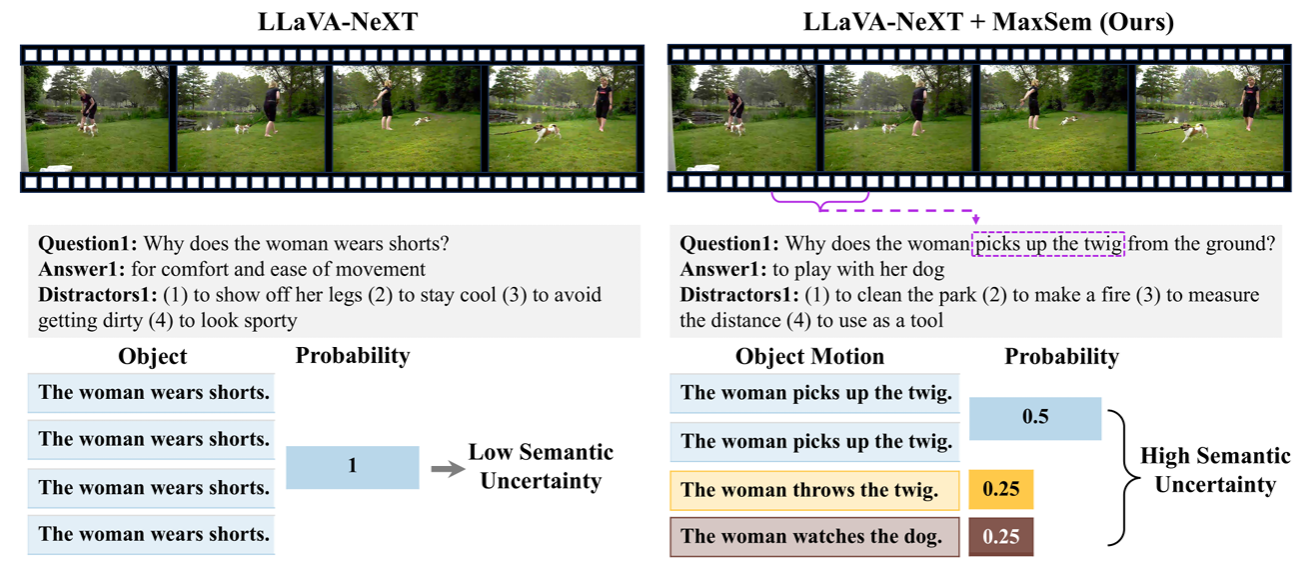 LLaVA-NeXT
Question1: Why does the woman wears shorts?
Answer1: for comfort and ease of movement
Distractors1: (1) to show off her legs (2) to stay cool (3) to avoid
getting dirty (4) to look sporty
Object
Probability
The woman wears shorts.
The woman wears shorts.
The woman wears shorts.
The woman wears shorts.
1
Low Semantic
Uncertainty
LLaVA-NeXT + MaxSem (Ours)
Question1: Why does the woman picks up the twig from the ground?
Answer1: to play with her dog
Distractors1: (1) to clean the park (2) to make a fire (3) to measure
the distance (4) to use as a tool
Object Motion
Probability
The woman picks up the twig.
The woman picks up the twig.
0.5
The woman throws the twig.
0.25
The woman watches the dog.
0.25
High Semantic
Uncertainty